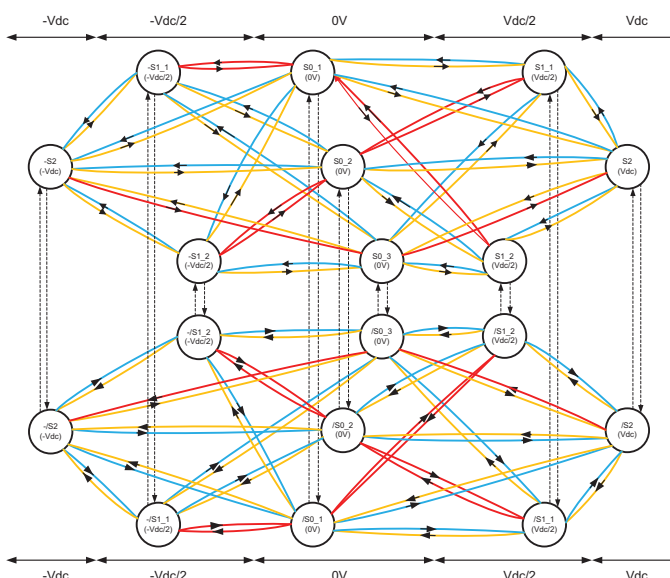 -Vdc -Vdc/2 0V Vdc/2 Vdc
-S1_1
(-Vdc/2)
S0_1
(0V)
S1_1
(Vdc/2)
-S2
(-Vdc)
S0_2
(0V)
S2
(Vdc)
-S1_2
(-Vdc/2)
S0_3
(0V)
S1_2
(Vdc/2)
-/S1_2
(-Vdc/2)
/S0_3
(0V)
/S1_2
(Vdc/2)
-/S2
(-Vdc)
/S0_2
(0V)
/S2
(Vdc)
-/S1_1
(-Vdc/2)
/S0_1
(0V)
/S1_1
(Vdc/2)
-Vdc -Vdc/2 0V Vdc/2 Vdc